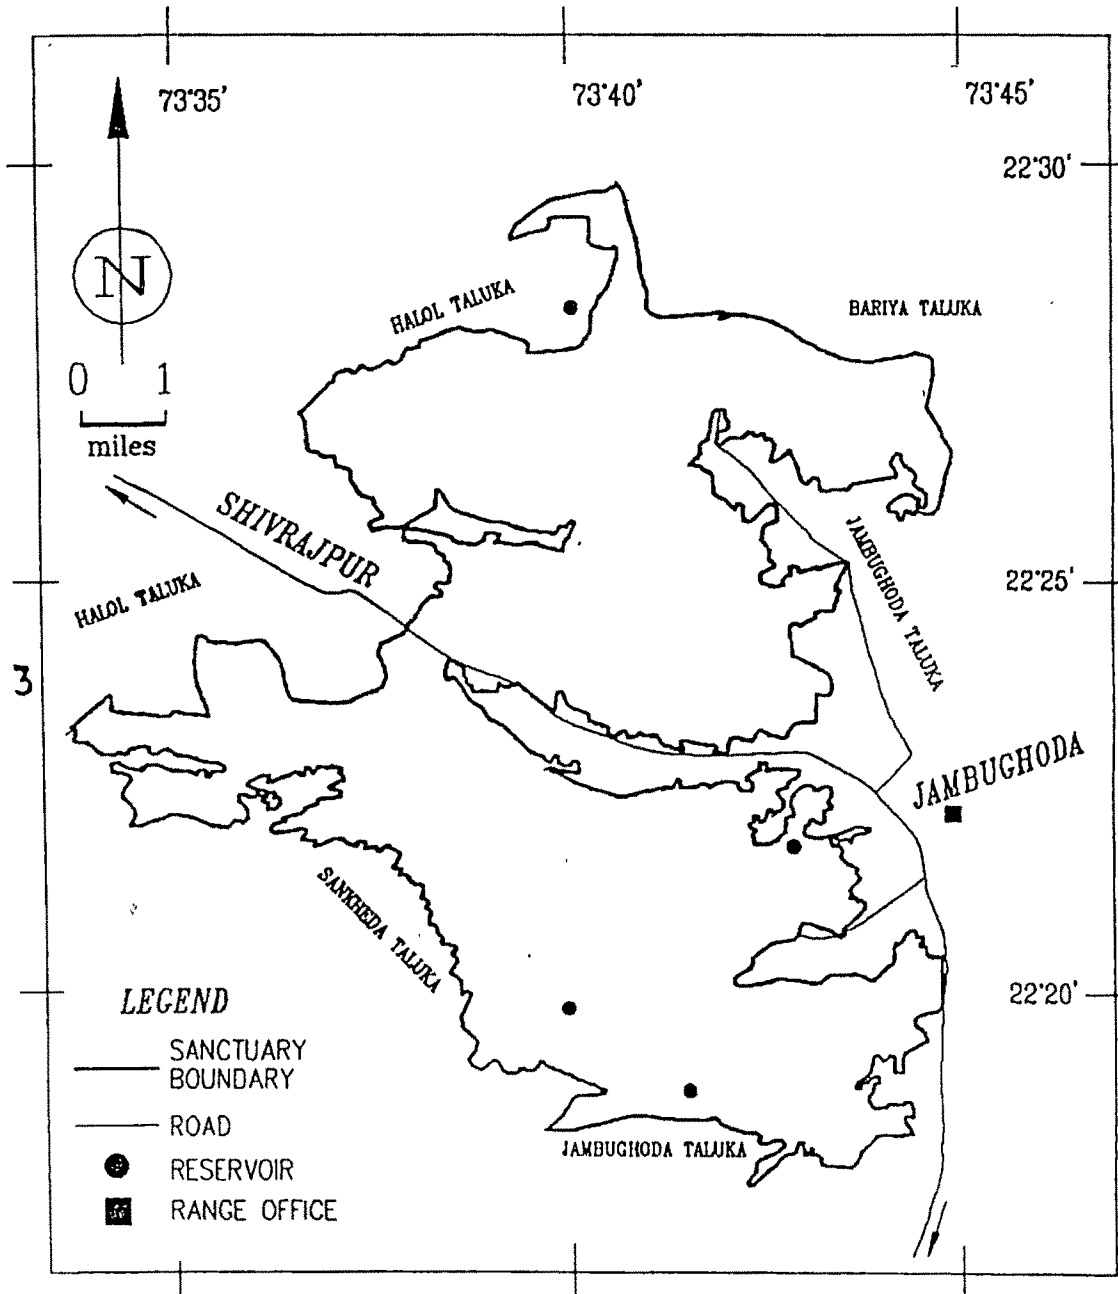 73°35'
73°40'
73°45'
22°30'
N
0 1
miles
HALOL TALUKA
BARIYA TALUKA
SHIVRAJPUR
JAMBUGHODA TALUKA
22°25'
HALOL TALUKA
3
JAMBUGHODA
SANKHEDA TALUKA
22°20'
LEGEND
SANCTUARY
BOUNDARY
ROAD
RESERVOIR
RANGE OFFICE
JAMBUGHODA TALUKA